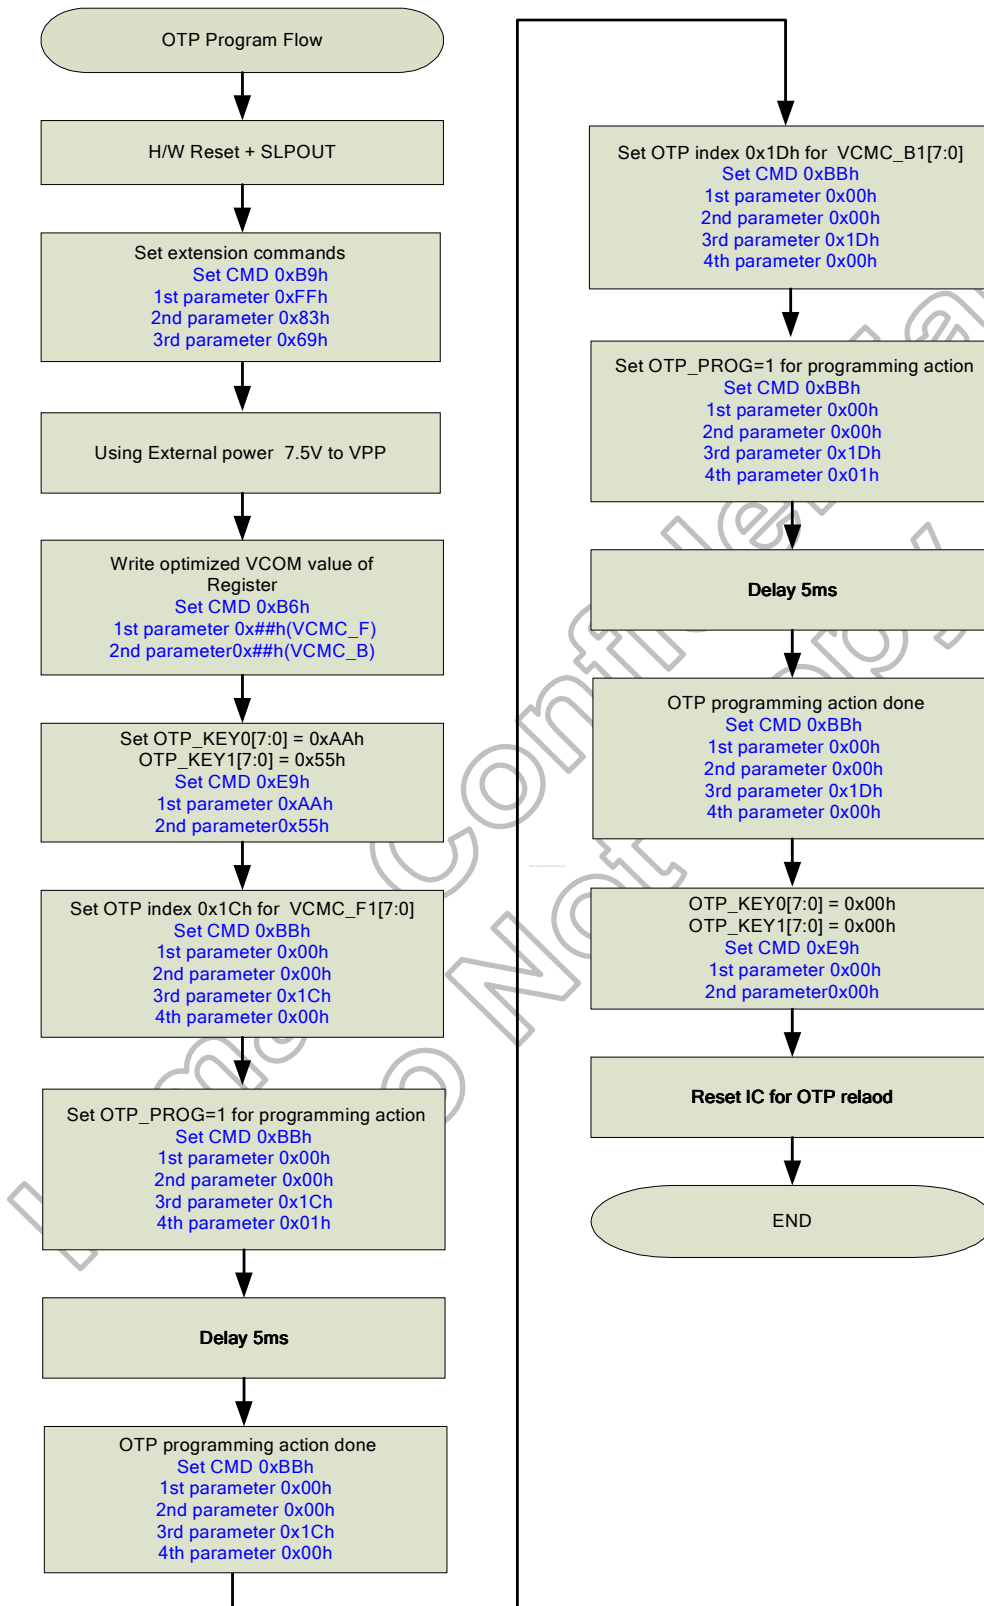 OTP Program Flow
H/W Reset + SLPOUT
Set extension commands
Set CMD 0xB9h
1st parameter 0xFFh
2nd parameter 0x83h
3rd parameter 0x69h
Using External power 7.5V to VPP
Write optimized VCOM value of
Register
Set CMD 0xB6h
1st parameter 0x##h(VCMC_F)
2nd parameter0x##h(VCMC_B)
Set OTP_KEY0[7:0] = 0xAAh
OTP_KEY1[7:0] = 0x55h
Set CMD 0xE9h
1st parameter 0xAAh
2nd parameter0x55h
Set OTP index 0x1Ch for VCMC_F1[7:0]
Set CMD 0xBBh
1st parameter 0x00h
2nd parameter 0x00h
3rd parameter 0x1Ch
4th parameter 0x00h
Set OTP_PROG=1 for programming action
Set CMD 0xBBh
1st parameter 0x00h
2nd parameter 0x00h
3rd parameter 0x1Ch
4th parameter 0x01h
Delay 5ms
OTP programming action done
Set CMD 0xBBh
1st parameter 0x00h
2nd parameter 0x00h
3rd parameter 0x1Ch
4th parameter 0x00h
Set OTP index 0x1Dh for VCMC_B1[7:0]
Set CMD 0xBBh
1st parameter 0x00h
2nd parameter 0x00h
3rd parameter 0x1Dh
4th parameter 0x00h
Set OTP_PROG=1 for programming action
Set CMD 0xBBh
1st parameter 0x00h
2nd parameter 0x00h
3rd parameter 0x1Dh
4th parameter 0x01h
Delay 5ms
OTP programming action done
Set CMD 0xBBh
1st parameter 0x00h
2nd parameter 0x00h
3rd parameter 0x1Dh
4th parameter 0x00h
OTP_KEY0[7:0] = 0x00h
OTP_KEY1[7:0] = 0x00h
Set CMD 0xE9h
1st parameter 0x00h
2nd parameter0x00h
Reset IC for OTP relaod
END